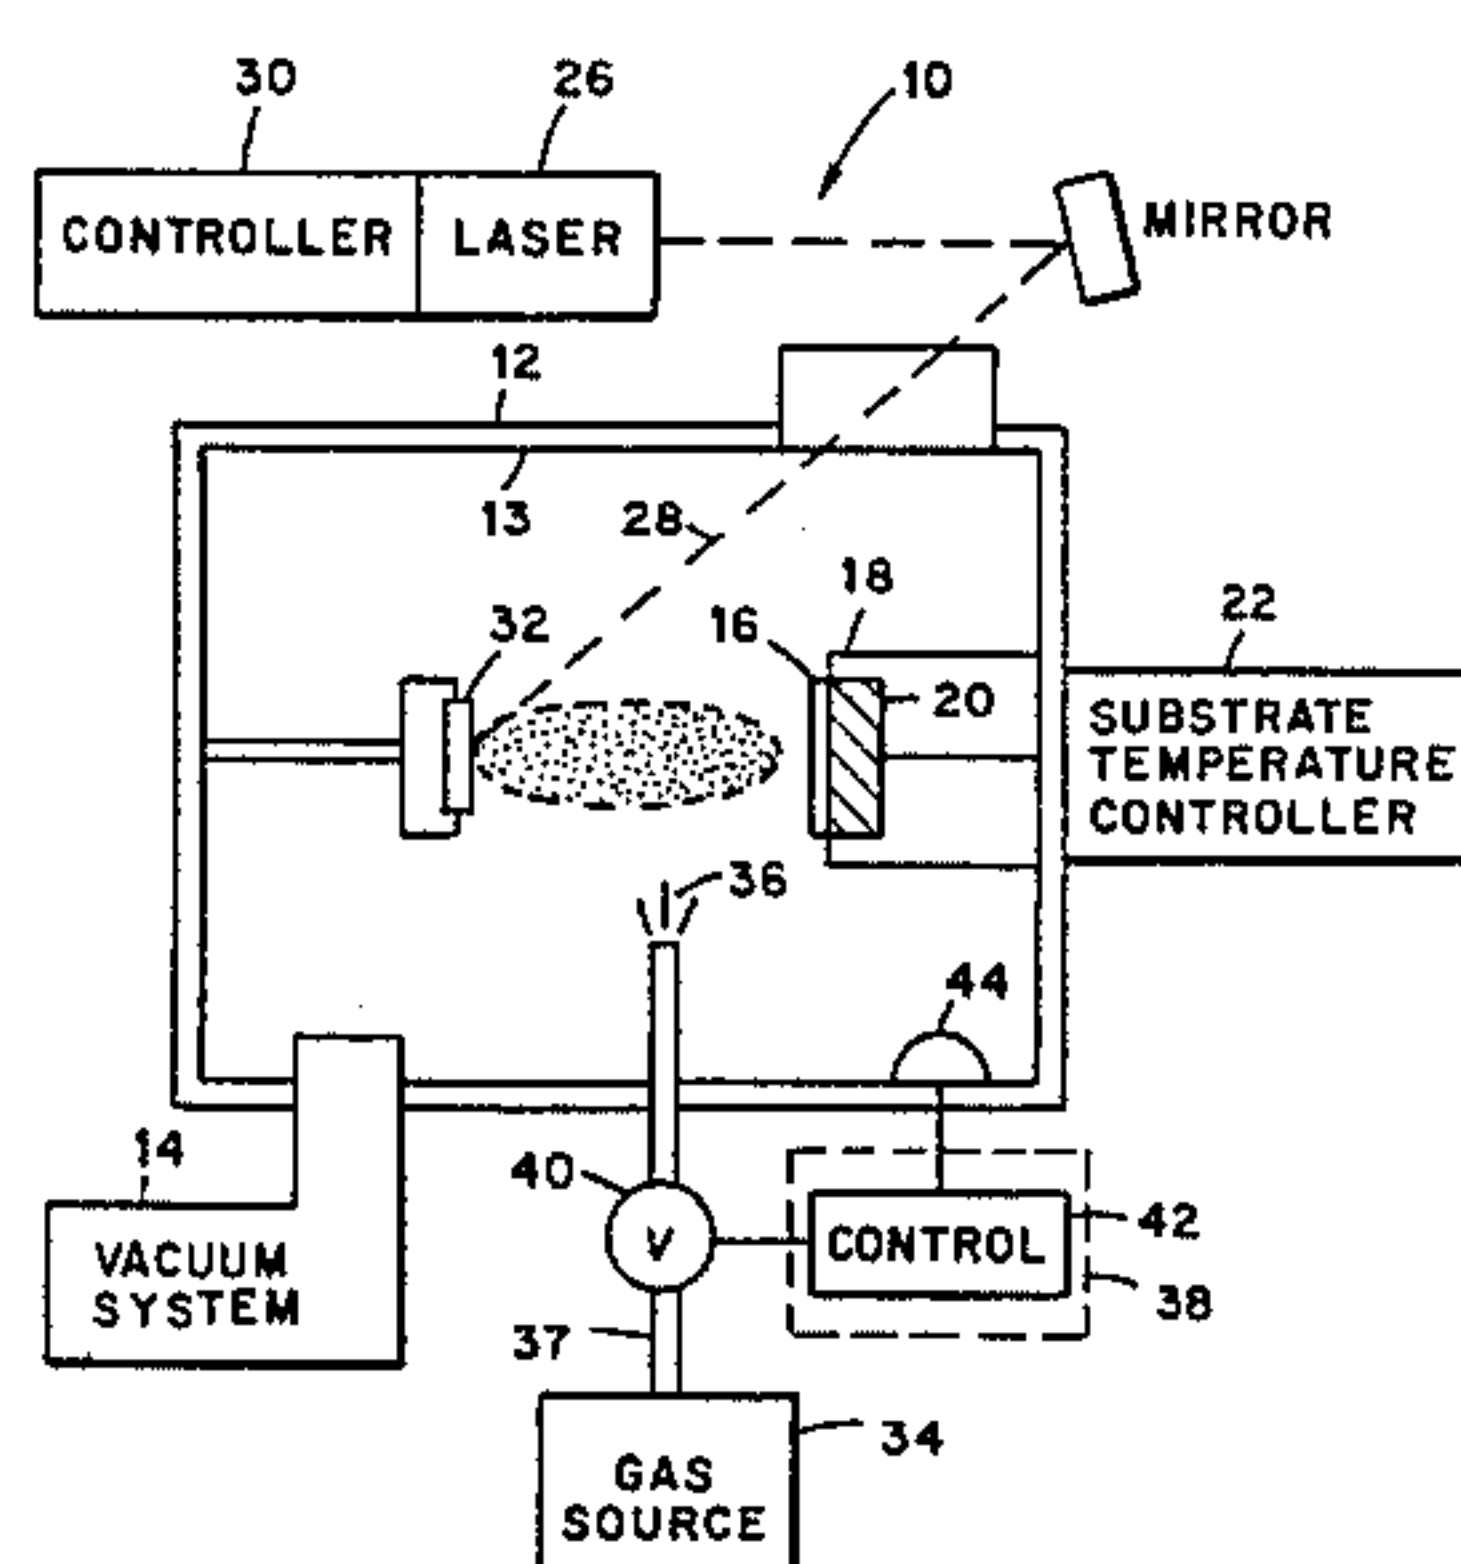 30
26
10
CONTROLLER
LASER
MIRROR
12
13
28
18
32
16
22
20
SUBSTRATE
TEMPERATURE
CONTROLLER
36
44
14
40
42
VACUUM
SYSTEM
V
CONTROL
38
37
34
GAS
SOURCE